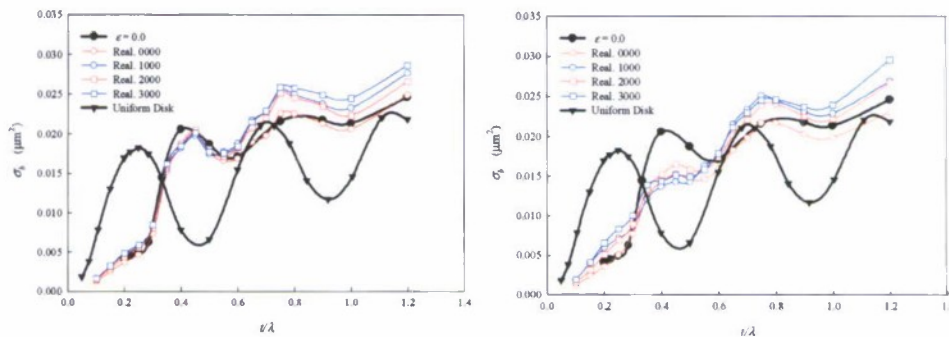 0.035
0.030
0.025
0.020
0.015
0.010
0.005
0.000
σb (μm²)
ε = 0.0
Real. 0000
Real. 1000
Real. 2000
Real. 3000
Uniform Disk
0.0 0.2 0.4 0.6 0.8 1.0 1.2 1.4
t/λ
0.035
0.030
0.025
0.020
0.015
0.010
0.005
0.000
σb (μm²)
ε = 0.0
Real. 0000
Real. 1000
Real. 2000
Real. 3000
Uniform Disk
0.0 0.2 0.4 0.6 0.8 1.0 1.2
t/λ